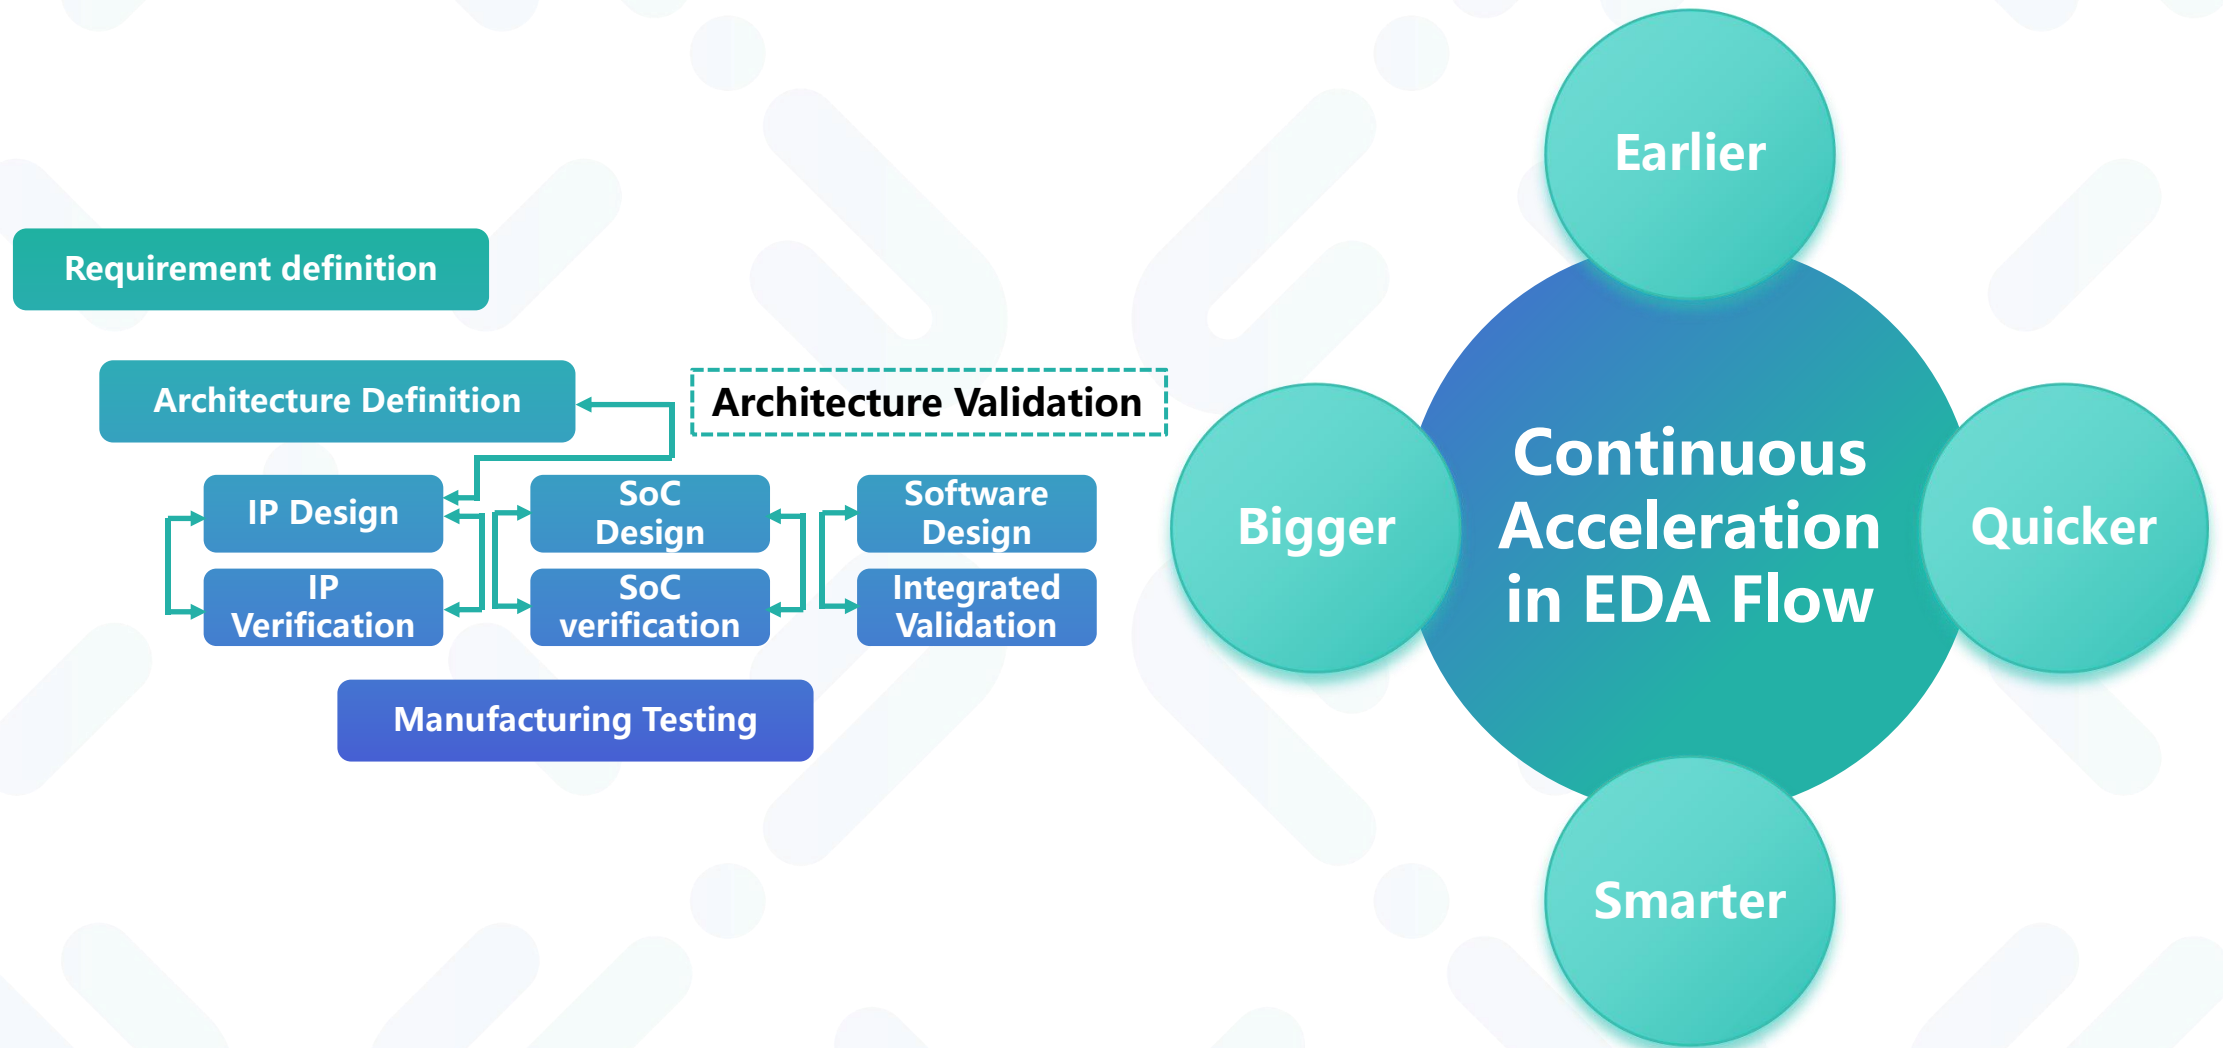 Requirement definition
Architecture Definition
Architecture Validation
IP Design
SoC
Design
Software
Design
IP
Verification
SoC
verification
Integrated
Validation
Manufacturing Testing
Earlier
Bigger
Continuous
Acceleration
in EDA Flow
Quicker
Smarter